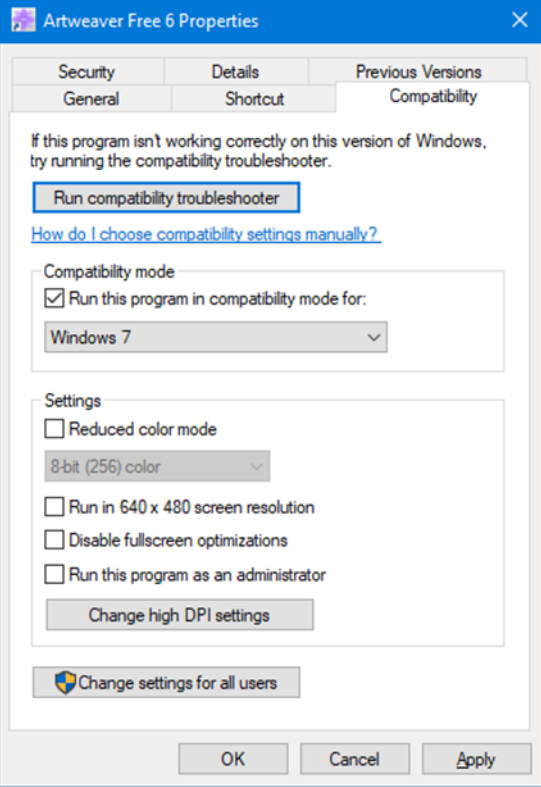 Artweaver Free 6 Properties
Security Details Previous Versions
General Shortcut Compatibility
If this program isn't working correctly on this version of Windows,
try running the compatibility troubleshooter.
Run compatibility troubleshooter
How do I choose compatibility settings manually?
Compatibility mode
Run this program in compatibility mode for:
Windows 7
Settings
Reduced color mode
8-bit (256) color
Run in 640 x 480 screen resolution
Disable fullscreen optimizations
Run this program as an administrator
Change high DPI settings
Change settings for all users
OK Cancel Apply